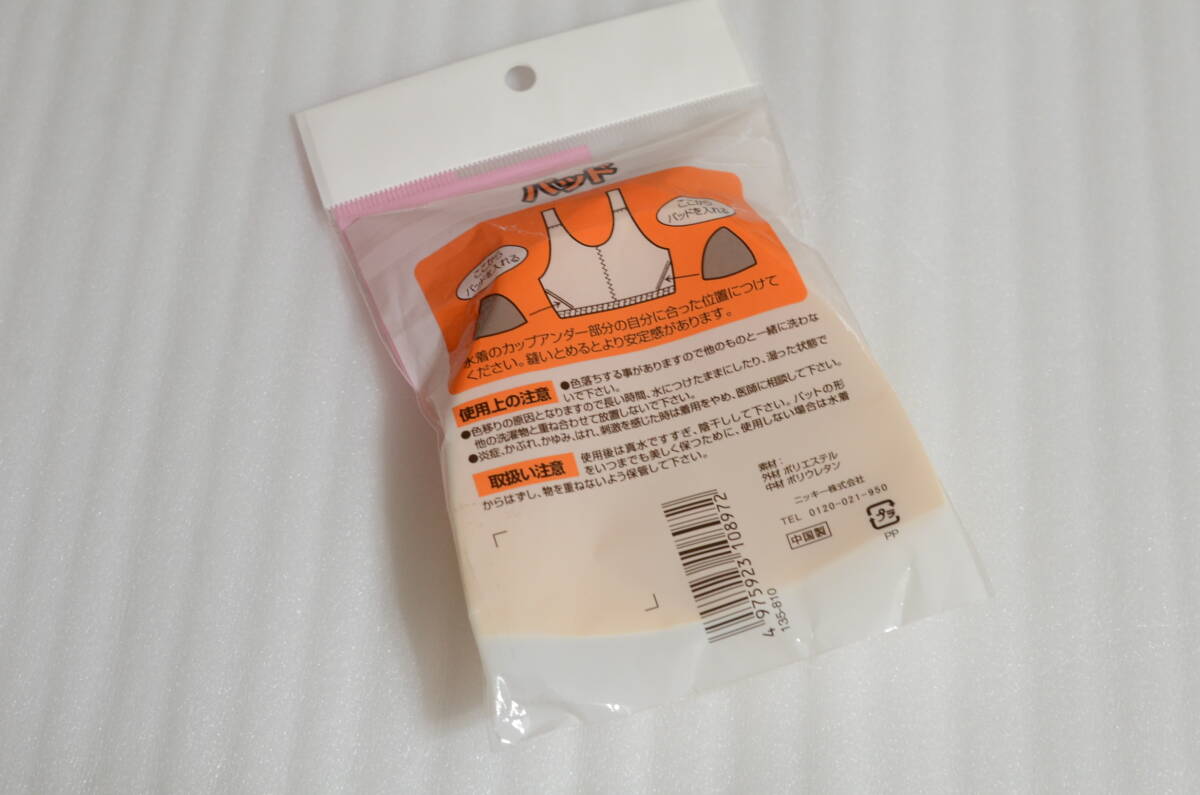 パッド
ここから
パッドを入れる
ここから
パッドを入れる
水着のカップアンダー部分の自分に合った位置につけて
ください。縫いとめるとより安定感があります。
使用上の注意
●色落ちする事がありますので他のものと一緒に洗わな
いで下さい。
●色移りの原因となりますので長い時間、水につけたままにしたり、湿った状態で
他の洗濯物と重ね合わせて放置しないで下さい。
●炎症、かぶれ、かゆみ、はれ、刺激を感じた時は着用をやめ、医師に相談して下さい。
取扱い注意
使用後は真水ですすぎ、陰干しして下さい。パットの形
をいつまでも美しく保つために、使用しない場合は水着
からはずし、物を重ねないよう保管して下さい。
素材：
外材 ポリエステル
中材 ポリウレタン
ニッキー株式会社
TEL 0120-021-950
中国製
プラ
PP
4 975923 108972
135-810